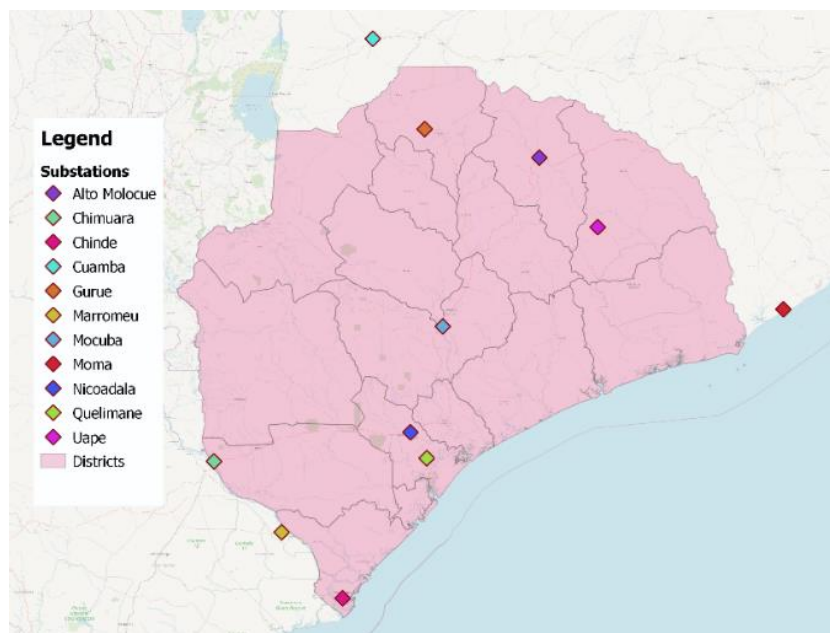 Legend
Substations
Alto Molocue
Chimuara
Chinde
Cuamba
Gurue
Marromeu
Mocuba
Moma
Nicoadala
Quelimane
Uape
Districts